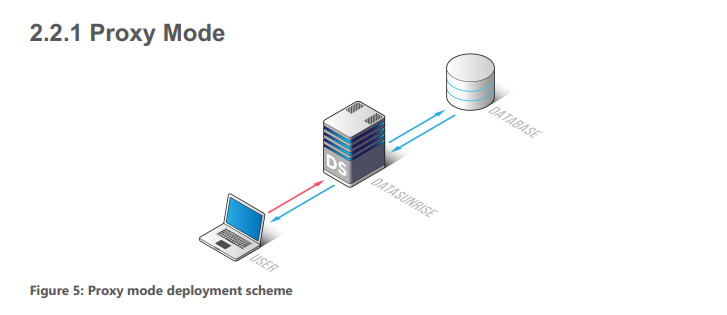 2.2.1 Proxy Mode
DATABASE
DS
DATASUNRISE
USER
Figure 5: Proxy mode deployment scheme